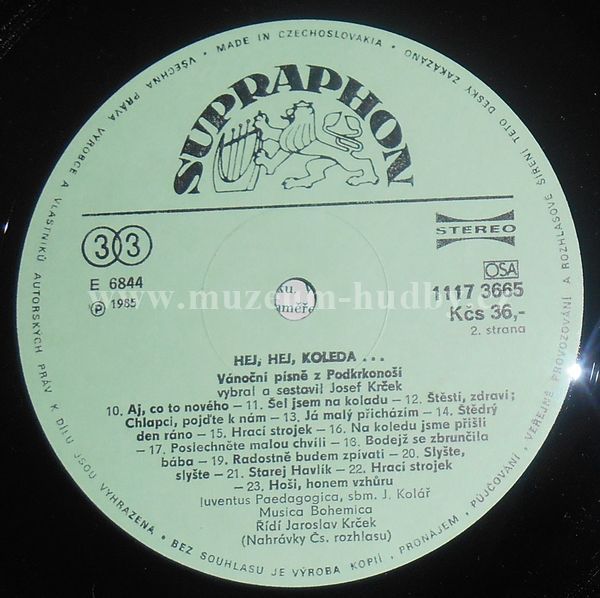 VŠECHNA PRÁVA VÝROBCE A VLASTNÍKŮ AUTORSKÝCH PRÁV K DÍLU JSOU VYHRAZENA • BEZ SOUHLASU JE VÝROBA KOPIÍ, PRONÁJEM, PŮJČOVÁNÍ, VEŘEJNÉ PROVOZOVÁNÍ A ROZHLASOVÉ ŠÍŘENÍ TÉTO DESKY ZAKÁZÁNO • MADE IN CZECHOSLOVAKIA •
SUPRAPHON
33
STEREO
E 6844
℗ 1985
OSA
1117 3665
Kčs 36,-
2. strana
www.muzeum-hudby.cz
HEJ, HEJ, KOLEDA . . .
Vánoční písně z Podkrkonoší
vybral a sestavil Josef Krček
10. Aj, co to nového – 11. Šel jsem na koladu – 12. Štěstí, zdraví;
Chlapci, pojďte k nám – 13. Já malý přicházím – 14. Štědrý
den ráno – 15. Hrací strojek – 16. Na koledu jsme přišli
– 17. Poslechněte malou chvíli – 18. Bodejž se zbrunčila
bába – 19. Radostně budem zpívati – 20. Slyšte,
slyšte – 21. Starej Havlík – 22. Hrací strojek
– 23. Hoši, honem vzhůru
Juventus Paedagogica, sbm. J. Kolář
Musica Bohemica
Řídí Jaroslav Krček
(Nahrávky Čs. rozhlasu)